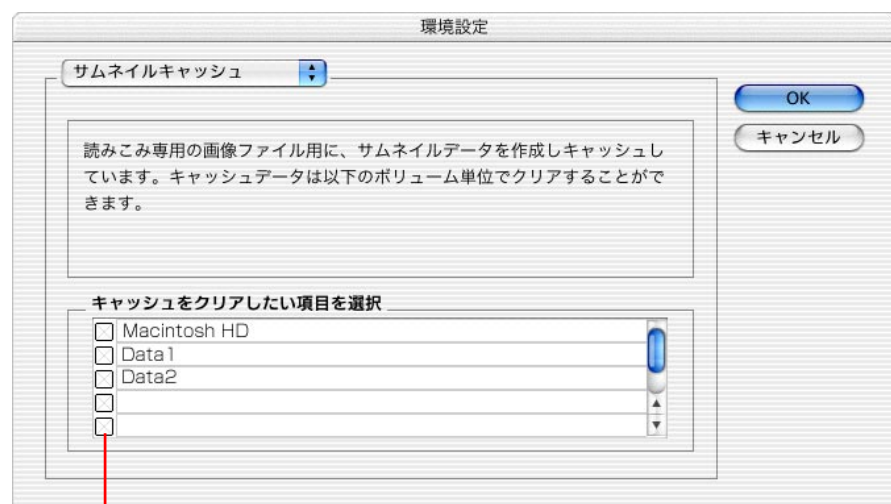 環境設定
サムネイルキャッシュ
OK
キャンセル
読みこみ専用の画像ファイル用に、サムネイルデータを作成しキャッシュし
ています。キャッシュデータは以下のボリューム単位でクリアすることがで
きます。
キャッシュをクリアしたい項目を選択
Macintosh HD
Data1
Data2